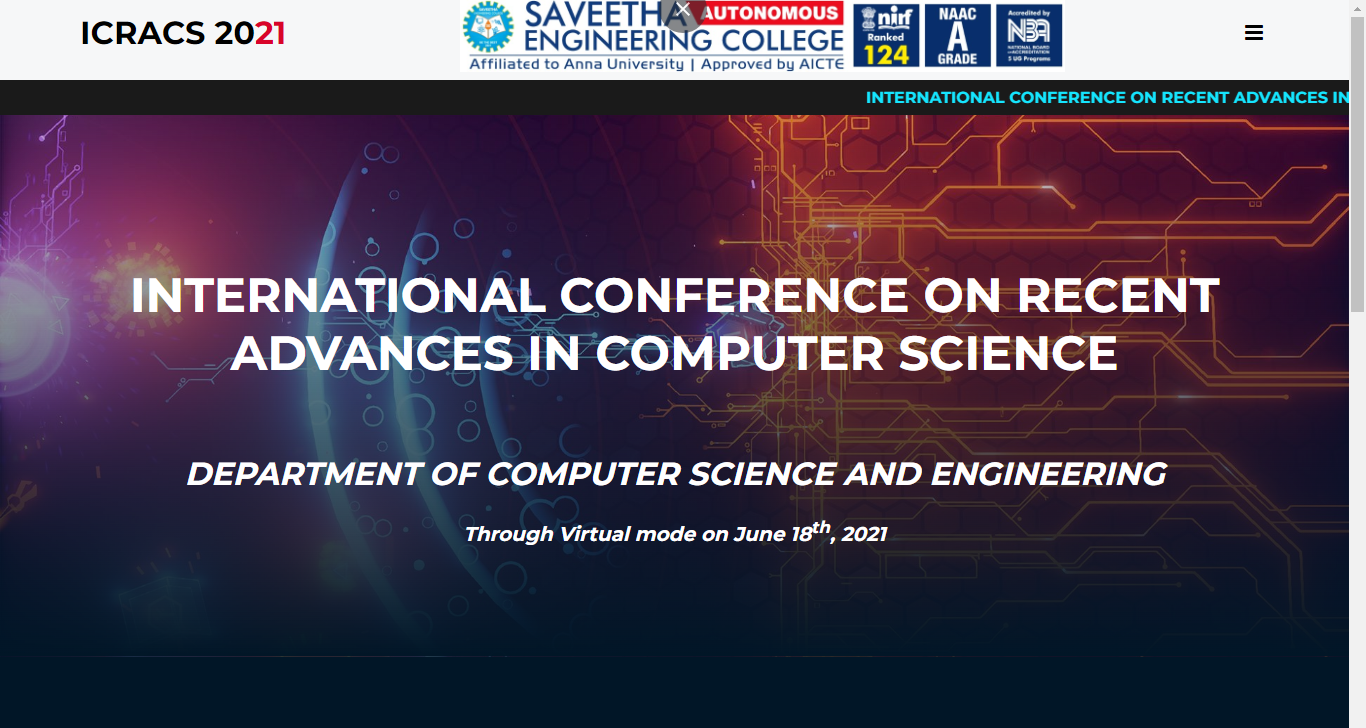 ICRACS 2021
SAVEETHA AUTONOMOUS
ENGINEERING COLLEGE
Affiliated to Anna University | Approved by AICTE
nirf
Ranked
124
NAAC
A
GRADE
Accredited by
NBA
NATIONAL BOARD
of ACCREDITATION
5 UG Programs
INTERNATIONAL CONFERENCE ON RECENT ADVANCES IN
INTERNATIONAL CONFERENCE ON RECENT
ADVANCES IN COMPUTER SCIENCE
DEPARTMENT OF COMPUTER SCIENCE AND ENGINEERING
Through Virtual mode on June 18th, 2021